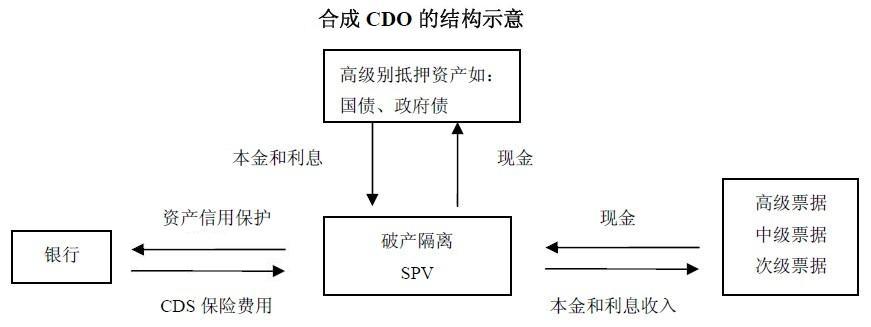 合成 CDO 的结构示意
高级别抵押资产如:
国债、政府债
本金和利息
现金
高级票据
中级票据
次级票据
资产信用保护
现金
银行
破产隔离
SPV
CDS 保险费用
本金和利息收入